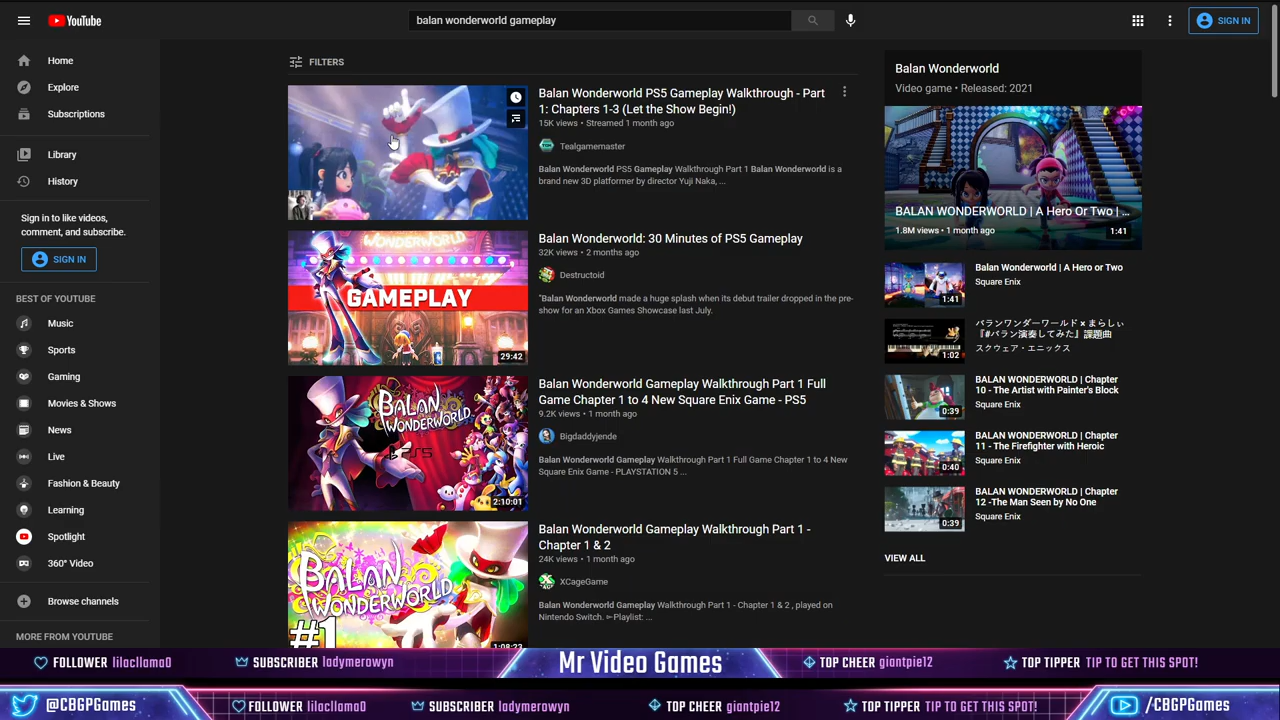 YouTube
balan wonderworld gameplay
SIGN IN
Home
Explore
Subscriptions
Library
History
Sign in to like videos,
comment, and subscribe.
SIGN IN
BEST OF YOUTUBE
Music
Sports
Gaming
Movies & Shows
News
Live
Fashion & Beauty
Learning
Spotlight
360° Video
Browse channels
MORE FROM YOUTUBE
FILTERS
Balan Wonderworld PS5 Gameplay Walkthrough - Part
1: Chapters 1-3 (Let the Show Begin!)
15K views • Streamed 1 month ago
Tealgamemaster
Balan Wonderworld PS5 Gameplay Walkthrough Part 1 Balan Wonderworld is a
brand new 3D platformer by director Yuji Naka, ...
WONDERWORLD
GAMEPLAY
29:42
Balan Wonderworld: 30 Minutes of PS5 Gameplay
32K views • 2 months ago
Destructoid
"Balan Wonderworld made a huge splash when its debut trailer dropped in the pre-
show for an Xbox Games Showcase last July.
BALAN
WONDERWORLD
PS5
2:10:01
Balan Wonderworld Gameplay Walkthrough Part 1 Full
Game Chapter 1 to 4 New Square Enix Game - PS5
9.2K views • 1 month ago
Bigdaddyjende
Balan Wonderworld Gameplay Walkthrough Part 1 Full Game Chapter 1 to 4 New
Square Enix Game - PLAYSTATION 5 ...
BALAN
WONDERWORLD
#1
1:08:23
Balan Wonderworld Gameplay Walkthrough Part 1 -
Chapter 1 & 2
24K views • 1 month ago
XCageGame
Balan Wonderworld Gameplay Walkthrough Part 1 - Chapter 1 & 2 , played on
Nintendo Switch. ➳Playlist: ...
Balan Wonderworld
Video game • Released: 2021
BALAN WONDERWORLD | A Hero Or Two | ...
1.8M views • 1 month ago
1:41
Balan Wonderworld | A Hero or Two
Square Enix
1:41
バランワンダーワールド × まらしぃ
『#バラン演奏してみた』課題曲
スクウェア・エニックス
1:02
BALAN WONDERWORLD | Chapter
10 - The Artist with Painter's Block
Square Enix
0:39
BALAN WONDERWORLD | Chapter
11 - The Firefighter with Heroic
Square Enix
0:40
BALAN WONDERWORLD | Chapter
12 -The Man Seen by No One
Square Enix
0:39
VIEW ALL
FOLLOWER lilacllama0
SUBSCRIBER ladymerowyn
Mr Video Games
TOP CHEER giantpie12
TOP TIPPER TIP TO GET THIS SPOT!
@CBGPGames
FOLLOWER lilacllama0
SUBSCRIBER ladymerowyn
TOP CHEER giantpie12
TOP TIPPER TIP TO GET THIS SPOT!
/CBGPGames